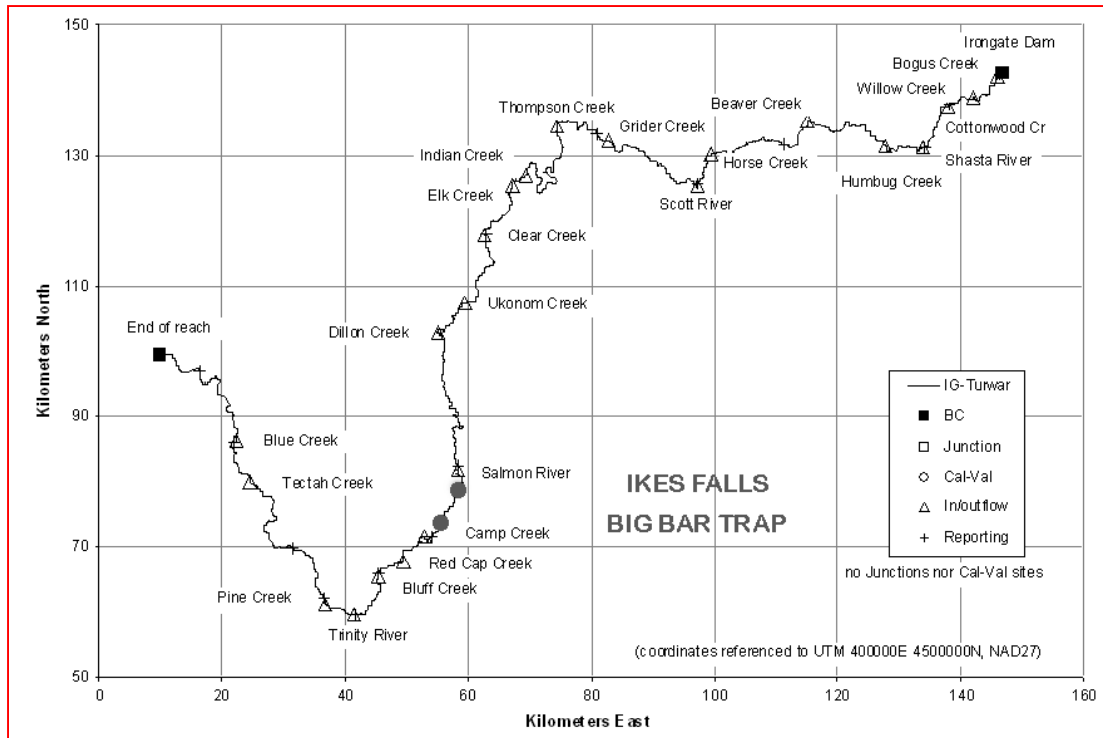 150
130
110
90
70
50
Kilometers North
Irongate Dam
Bogus Creek
Willow Creek
Cottonwood Cr
Shasta River
Humbug Creek
Beaver Creek
Horse Creek
Scott River
Grider Creek
Thompson Creek
Indian Creek
Elk Creek
Clear Creek
Ukonom Creek
Dillon Creek
Salmon River
Camp Creek
Red Cap Creek
Bluff Creek
Trinity River
Pine Creek
Tectah Creek
Blue Creek
End of reach
IKES FALLS
BIG BAR TRAP
IG-Turwar
BC
Junction
Cal-Val
In/outflow
Reporting
no Junctions nor Cal-Val sites
(coordinates referenced to UTM 400000E 4500000N, NAD27)
0 20 40 60 80 100 120 140 160
Kilometers East